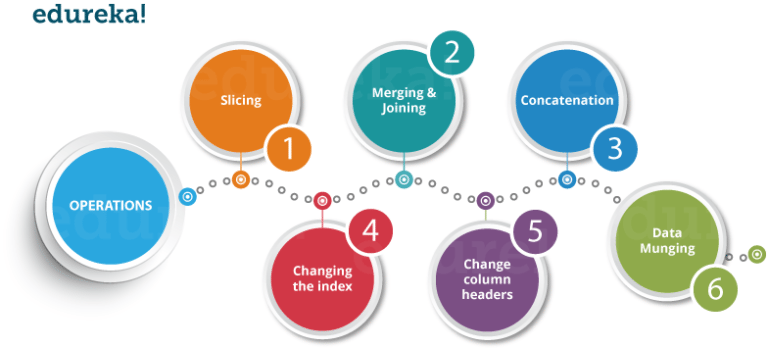 edureka!
OPERATIONS
Slicing
1
Merging &
Joining
2
Concatenation
3
Changing
the index
4
Change
column
headers
5
Data
Munging
6